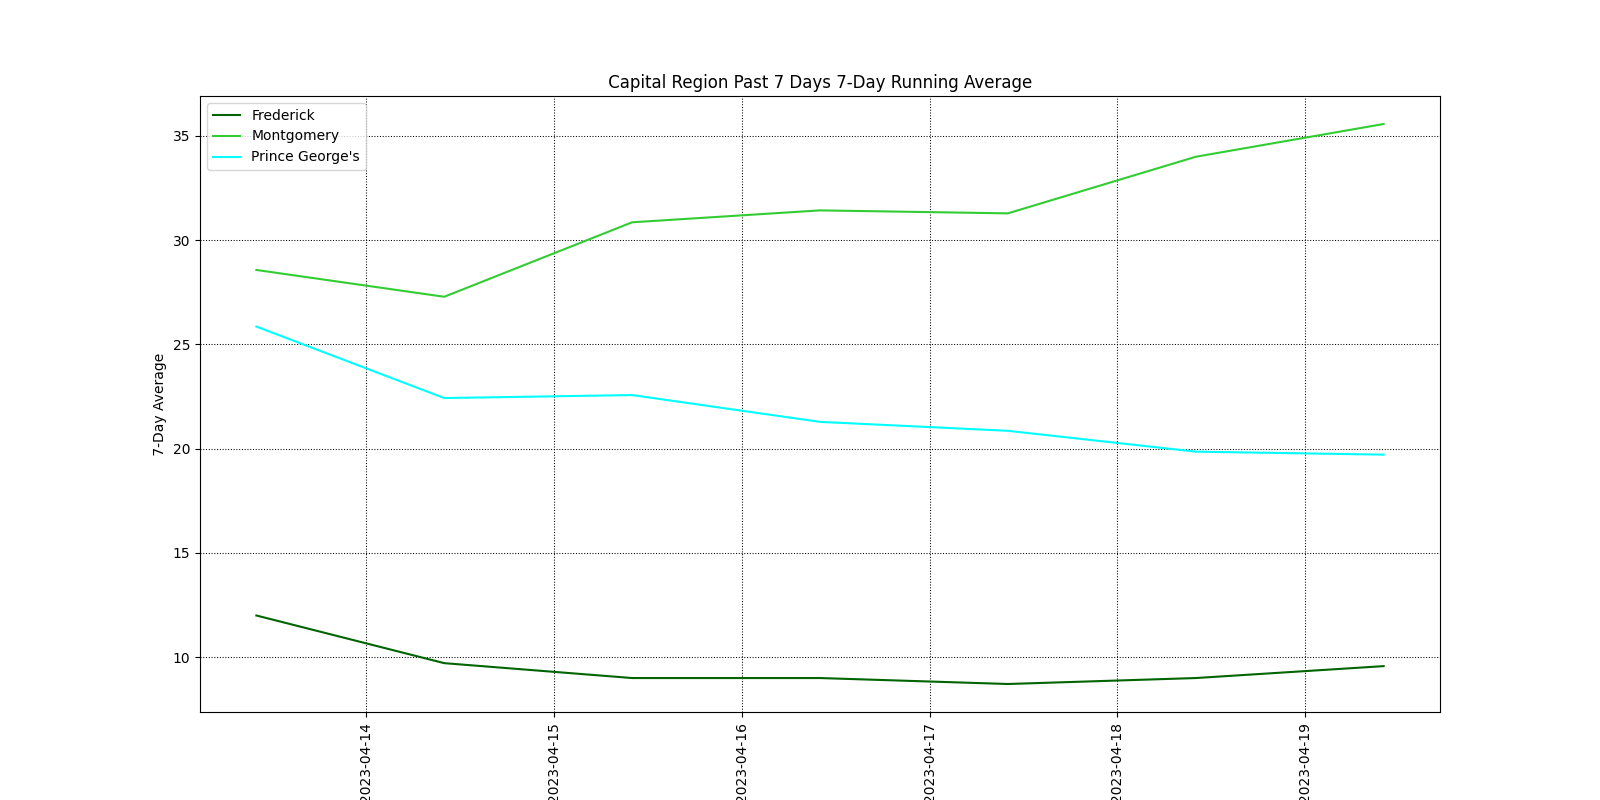 Capital Region Past 7 Days 7-Day Running Average
Frederick
Montgomery
Prince George's
7-Day Average
35
30
25
20
15
10
2023-04-14
2023-04-15
2023-04-16
2023-04-17
2023-04-18
2023-04-19